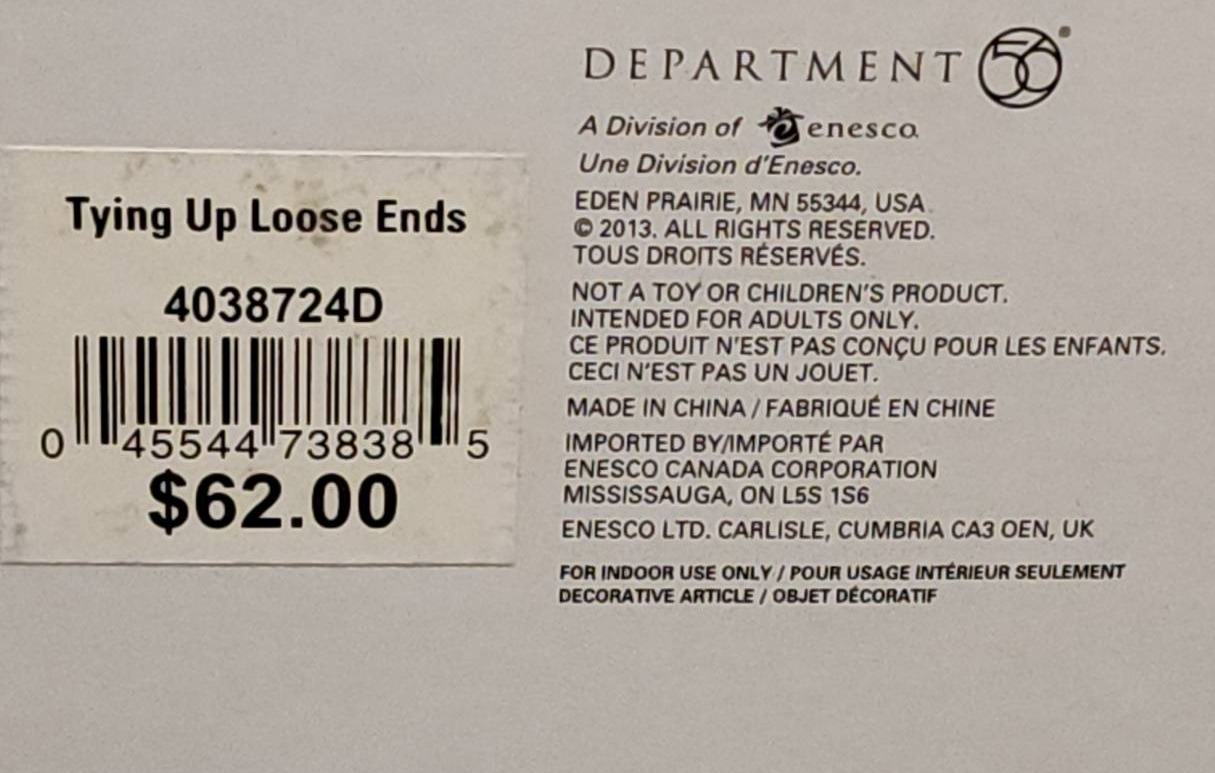 Tying Up Loose Ends
4038724D
0 45544 73838 5
$62.00
DEPARTMENT 56®
A Division of enesco.
Une Division d'Enesco.
EDEN PRAIRIE, MN 55344, USA
© 2013. ALL RIGHTS RESERVED.
TOUS DROITS RÉSERVÉS.
NOT A TOY OR CHILDREN'S PRODUCT.
INTENDED FOR ADULTS ONLY.
CE PRODUIT N'EST PAS CONÇU POUR LES ENFANTS.
CECI N'EST PAS UN JOUET.
MADE IN CHINA / FABRIQUÉ EN CHINE
IMPORTED BY/IMPORTÉ PAR
ENESCO CANADA CORPORATION
MISSISSAUGA, ON L5S 1S6
ENESCO LTD. CARLISLE, CUMBRIA CA3 OEN, UK
FOR INDOOR USE ONLY / POUR USAGE INTÉRIEUR SEULEMENT
DECORATIVE ARTICLE / OBJET DÉCORATIF